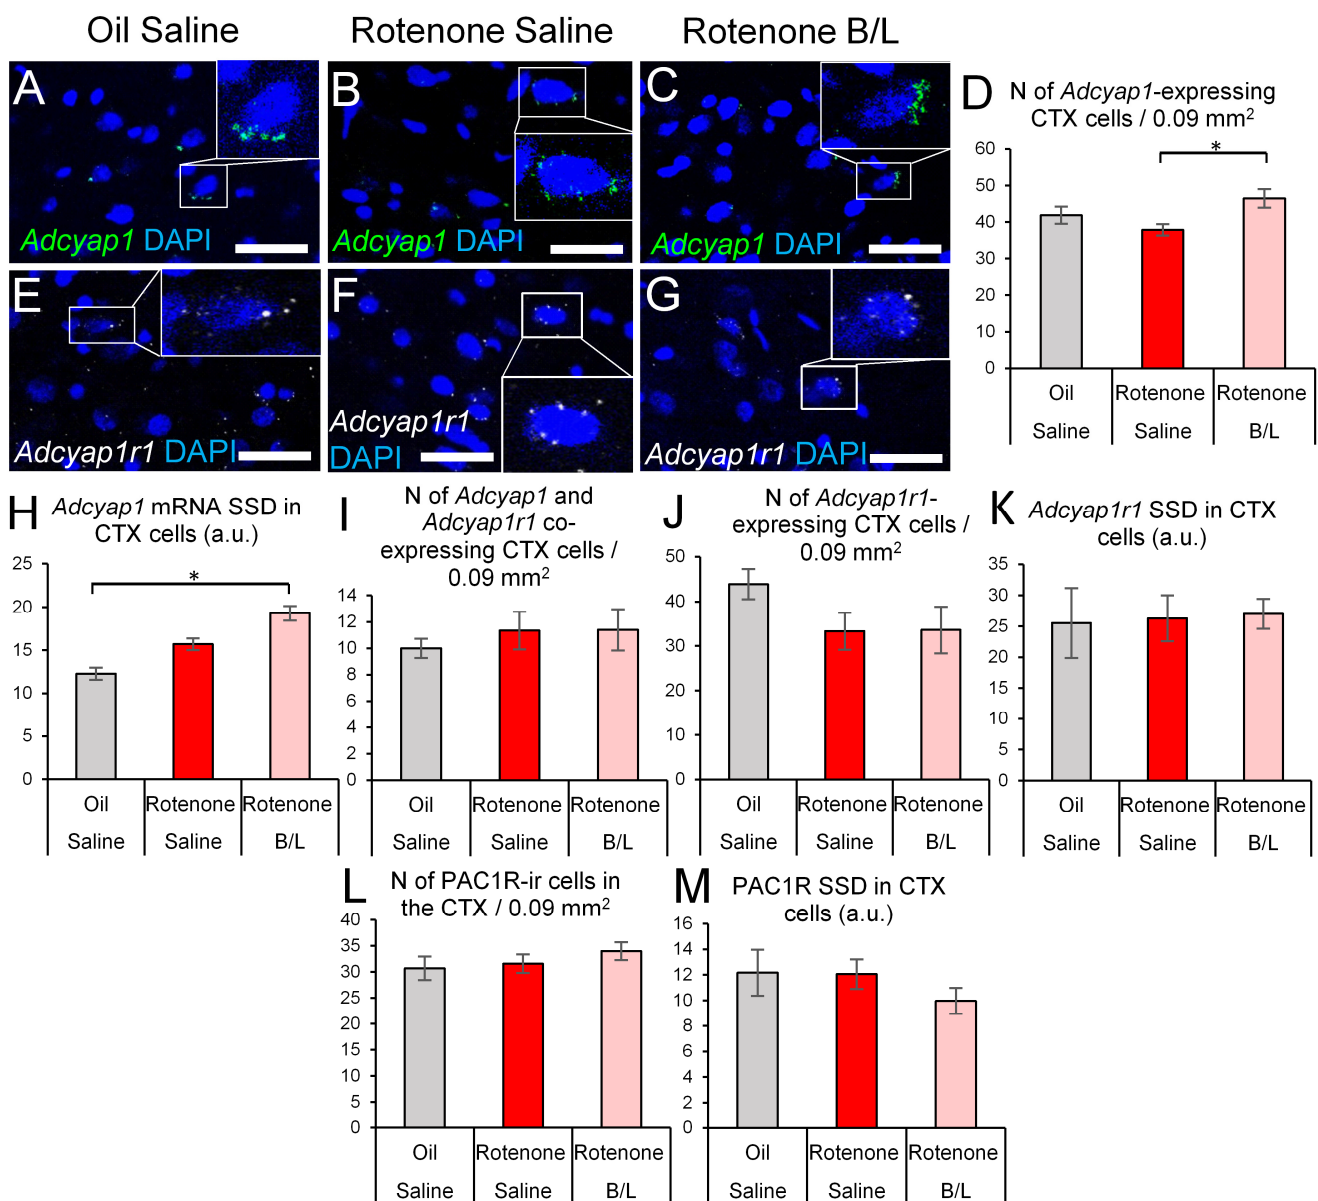 Oil Saline
Rotenone Saline
Rotenone B/L
A
Adcyap1 DAPI
B
Adcyap1 DAPI
C
Adcyap1 DAPI
D
N of Adcyap1-expressing
CTX cells / 0.09 mm²
60
50
40
30
20
10
0
*
Oil
Rotenone
Rotenone
Saline
Saline
B/L
E
Adcyap1r1 DAPI
F
Adcyap1r1
DAPI
G
Adcyap1r1 DAPI
H
Adcyap1 mRNA SSD in
CTX cells (a.u.)
25
20
15
10
5
0
*
Oil
Rotenone
Rotenone
Saline
Saline
B/L
I
N of Adcyap1 and
Adcyap1r1 co-
expressing CTX cells /
0.09 mm²
14
12
10
8
6
4
2
0
Oil
Rotenone
Rotenone
Saline
Saline
B/L
J
N of Adcyap1r1-
expressing CTX cells /
0.09 mm²
50
40
30
20
10
0
Oil
Rotenone
Rotenone
Saline
Saline
B/L
K
Adcyap1r1 SSD in CTX
cells (a.u.)
35
30
25
20
15
10
5
0
Oil
Rotenone
Rotenone
Saline
Saline
B/L
L
N of PAC1R-ir cells in
the CTX / 0.09 mm²
40
35
30
25
20
15
10
5
0
Oil
Rotenone
Rotenone
Saline
Saline
B/L
M
PAC1R SSD in CTX
cells (a.u.)
16
14
12
10
8
6
4
2
0
Oil
Rotenone
Rotenone
Saline
Saline
B/L